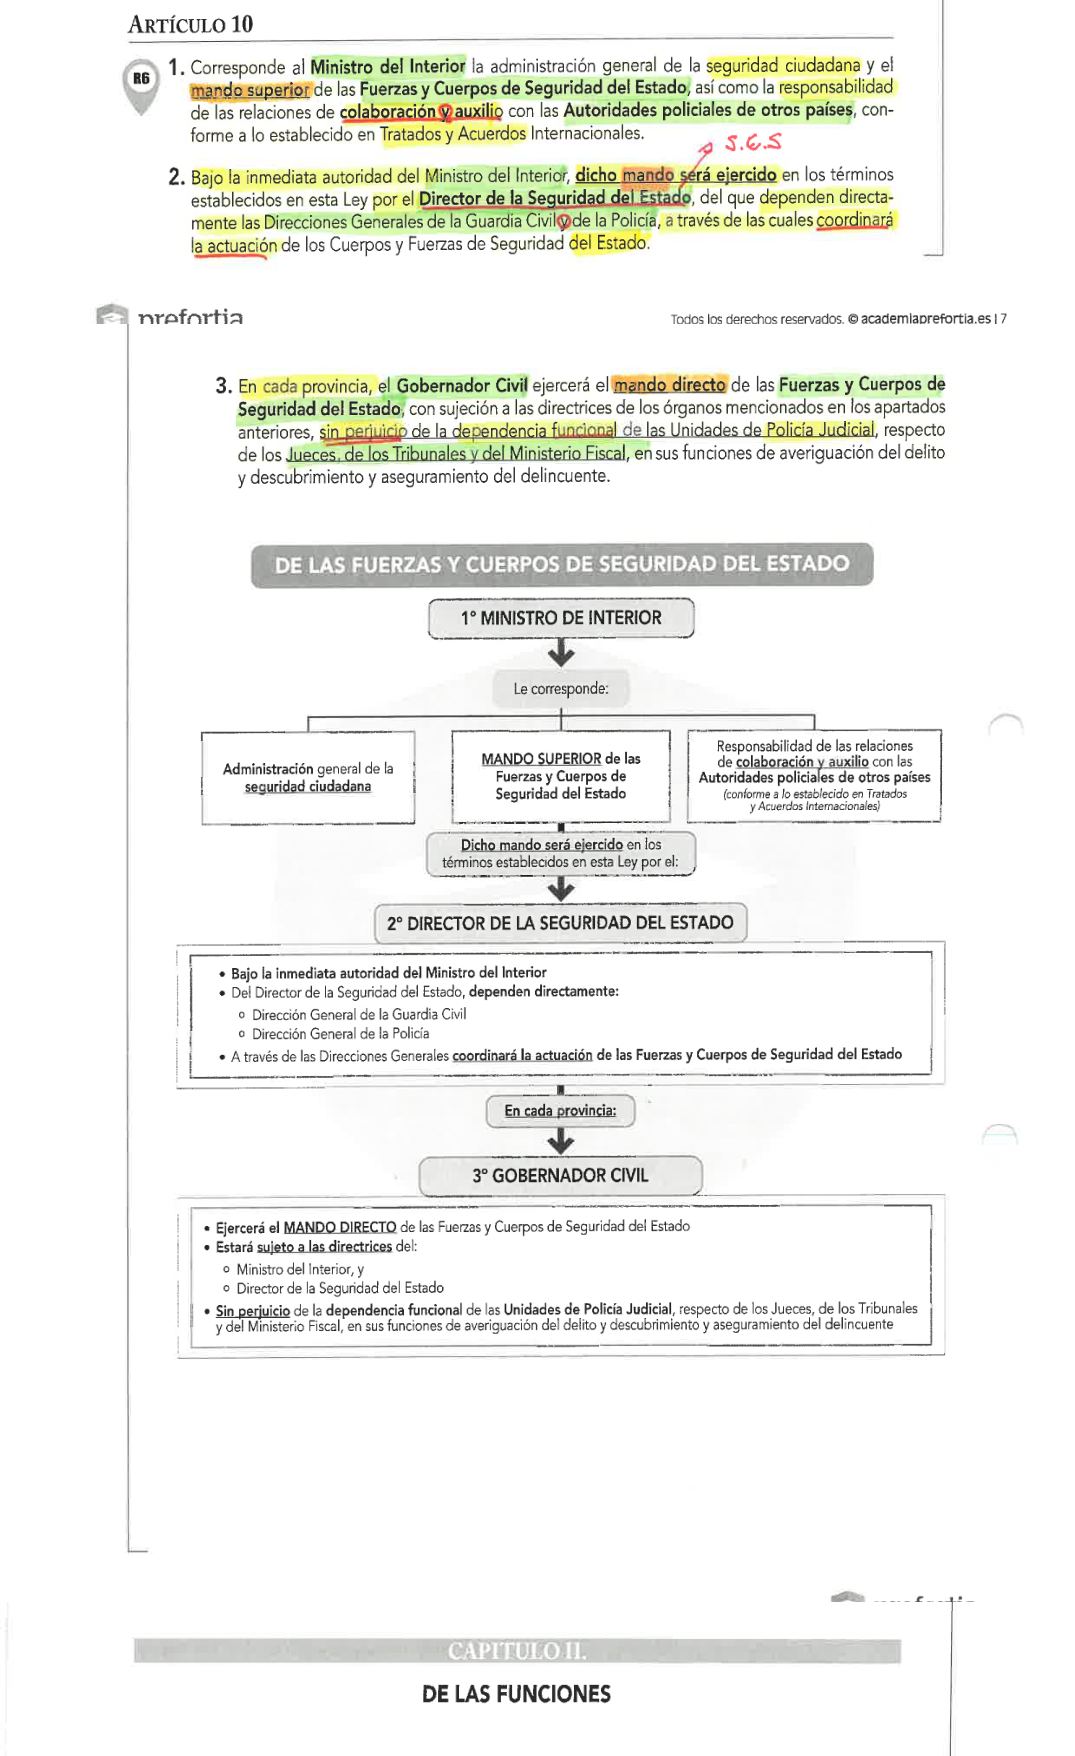 ARTÍCULO 10
R6
1. Corresponde al Ministro del Interior la administración general de la seguridad ciudadana y el
mando superior de las Fuerzas y Cuerpos de Seguridad del Estado, así como la responsabilidad
de las relaciones de colaboración y auxilio con las Autoridades policiales de otros países, con-
forme a lo establecido en Tratados y Acuerdos Internacionales.
S.E.S
2. Bajo la inmediata autoridad del Ministro del Interior, dicho mando será ejercido en los términos
establecidos en esta Ley por el Director de la Seguridad del Estado, del que dependen directa-
mente las Direcciones Generales de la Guardia Civil y de la Policía, a través de las cuales coordinará
la actuación de los Cuerpos y Fuerzas de Seguridad del Estado.
prefortia
Todos los derechos reservados. © academiaprefortia.es | 7
3. En cada provincia, el Gobernador Civil ejercerá el mando directo de las Fuerzas y Cuerpos de
Seguridad del Estado, con sujeción a las directrices de los órganos mencionados en los apartados
anteriores, sin perjuicio de la dependencia funcional de las Unidades de Policía Judicial, respecto
de los Jueces, de los Tribunales y del Ministerio Fiscal, en sus funciones de averiguación del delito
y descubrimiento y aseguramiento del delincuente.
DE LAS FUERZAS Y CUERPOS DE SEGURIDAD DEL ESTADO
1º MINISTRO DE INTERIOR
Le corresponde:
Administración general de la
seguridad ciudadana
MANDO SUPERIOR de las
Fuerzas y Cuerpos de
Seguridad del Estado
Responsabilidad de las relaciones
de colaboración y auxilio con las
Autoridades policiales de otros países
(conforme a lo establecido en Tratados
y Acuerdos Internacionales)
Dicho mando será ejercido en los
términos establecidos en esta Ley por el:
2º DIRECTOR DE LA SEGURIDAD DEL ESTADO
• Bajo la inmediata autoridad del Ministro del Interior
• Del Director de la Seguridad del Estado, dependen directamente:
o Dirección General de la Guardia Civil
o Dirección General de la Policía
• A través de las Direcciones Generales coordinará la actuación de las Fuerzas y Cuerpos de Seguridad del Estado
En cada provincia:
3º GOBERNADOR CIVIL
• Ejercerá el MANDO DIRECTO de las Fuerzas y Cuerpos de Seguridad del Estado
• Estará sujeto a las directrices del:
o Ministro del Interior, y
o Director de la Seguridad del Estado
• Sin perjuicio de la dependencia funcional de las Unidades de Policía Judicial, respecto de los Jueces, de los Tribunales
y del Ministerio Fiscal, en sus funciones de averiguación del delito y descubrimiento y aseguramiento del delincuente
CAPITULO II.
DE LAS FUNCIONES